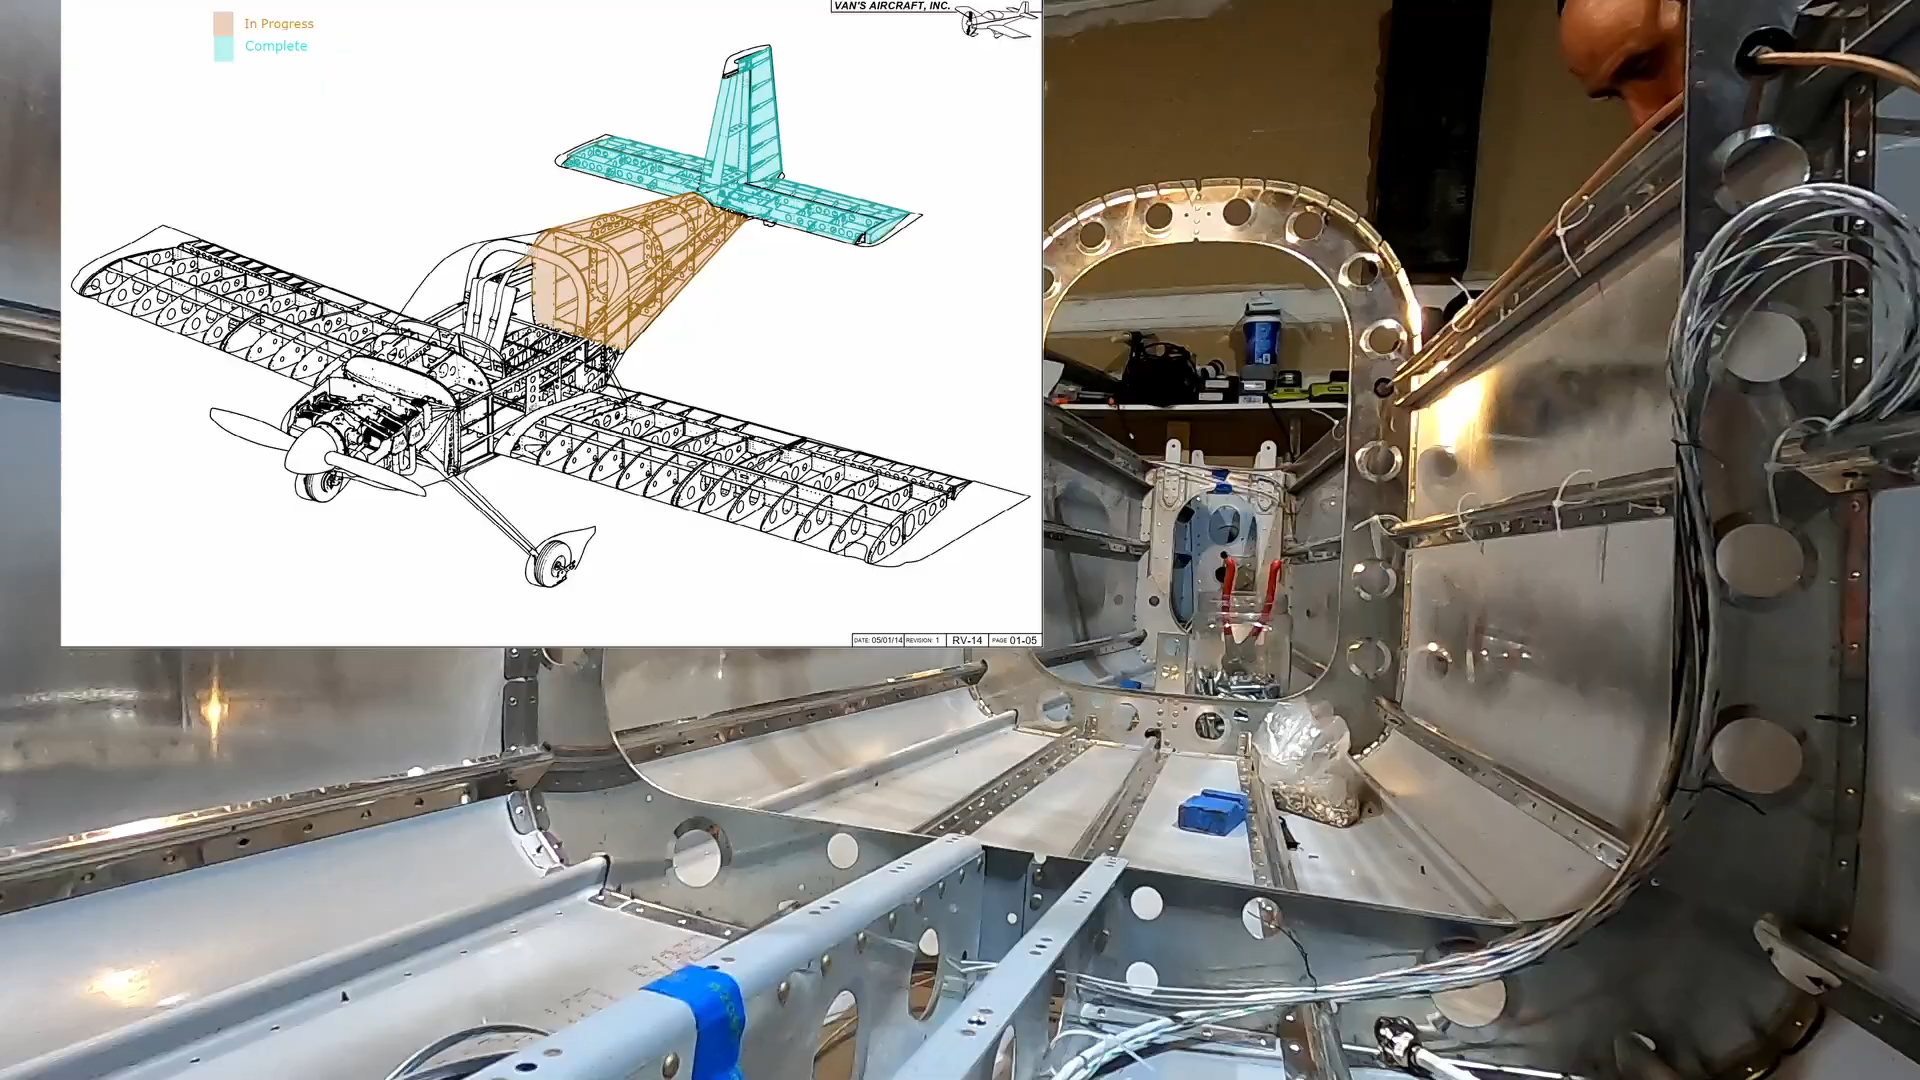 In Progress
Complete
VAN'S AIRCRAFT, INC.
DATE: 05/01/14 REVISION: 1 RV-14 PAGE 01-05